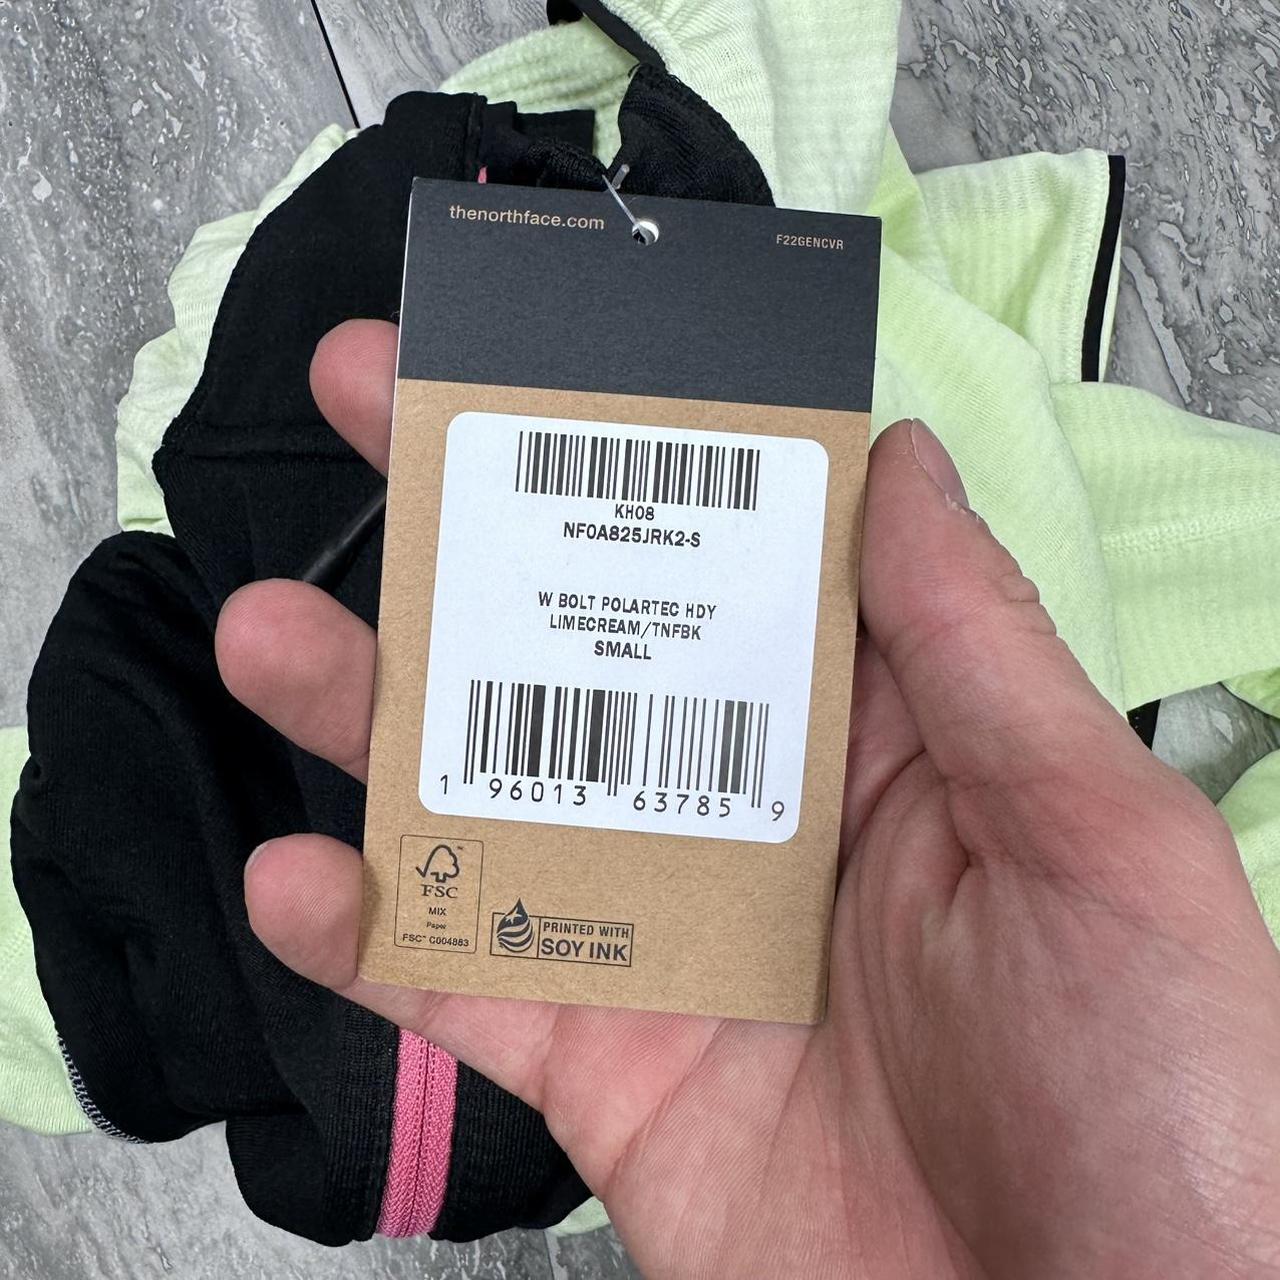 thenorthface.com
F22GENCVR
KH08
NF0A825JRK2-S
W BOLT POLARTEC HDY
LIMECREAM/TNFBK
SMALL
1 96013 63785 9
FSC
MIX
Paper
FSC™ C004883
PRINTED WITH
SOY INK